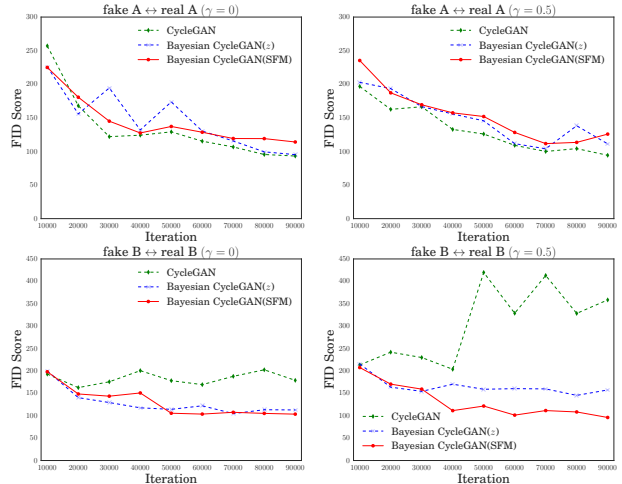 fake A ↔ real A (γ = 0)
CycleGAN
Bayesian CycleGAN(z)
Bayesian CycleGAN(SFM)
FID Score
300
250
200
150
100
50
0
10000 20000 30000 40000 50000 60000 70000 80000 90000
Iteration
fake A ↔ real A (γ = 0.5)
CycleGAN
Bayesian CycleGAN(z)
Bayesian CycleGAN(SFM)
FID Score
300
250
200
150
100
50
0
10000 20000 30000 40000 50000 60000 70000 80000 90000
Iteration
fake B ↔ real B (γ = 0)
CycleGAN
Bayesian CycleGAN(z)
Bayesian CycleGAN(SFM)
FID Score
450
400
350
300
250
200
150
100
50
0
10000 20000 30000 40000 50000 60000 70000 80000 90000
Iteration
fake B ↔ real B (γ = 0.5)
FID Score
450
400
350
300
250
200
150
100
50
0
CycleGAN
Bayesian CycleGAN(z)
Bayesian CycleGAN(SFM)
10000 20000 30000 40000 50000 60000 70000 80000 90000
Iteration